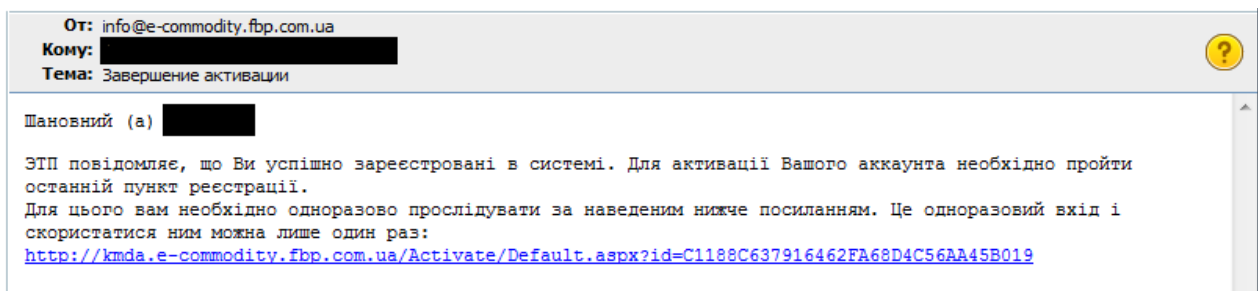 От: info@e-commodity.fbp.com.ua
Кому:
Тема: Завершение активации
?
Шановний (а)
ЭТП повідомляє, що Ви успішно зареєстровані в системі. Для активації Вашого аккаунта необхідно пройти
останній пункт реєстрації.
Для цього вам необхідно одноразово прослідувати за наведеним нижче посиланням. Це одноразовий вхід і
скористатися ним можна лише один раз:
http://kmda.e-commodity.fbp.com.ua/Activate/Default.aspx?id=C1188C637916462FA68D4C56AA45B019